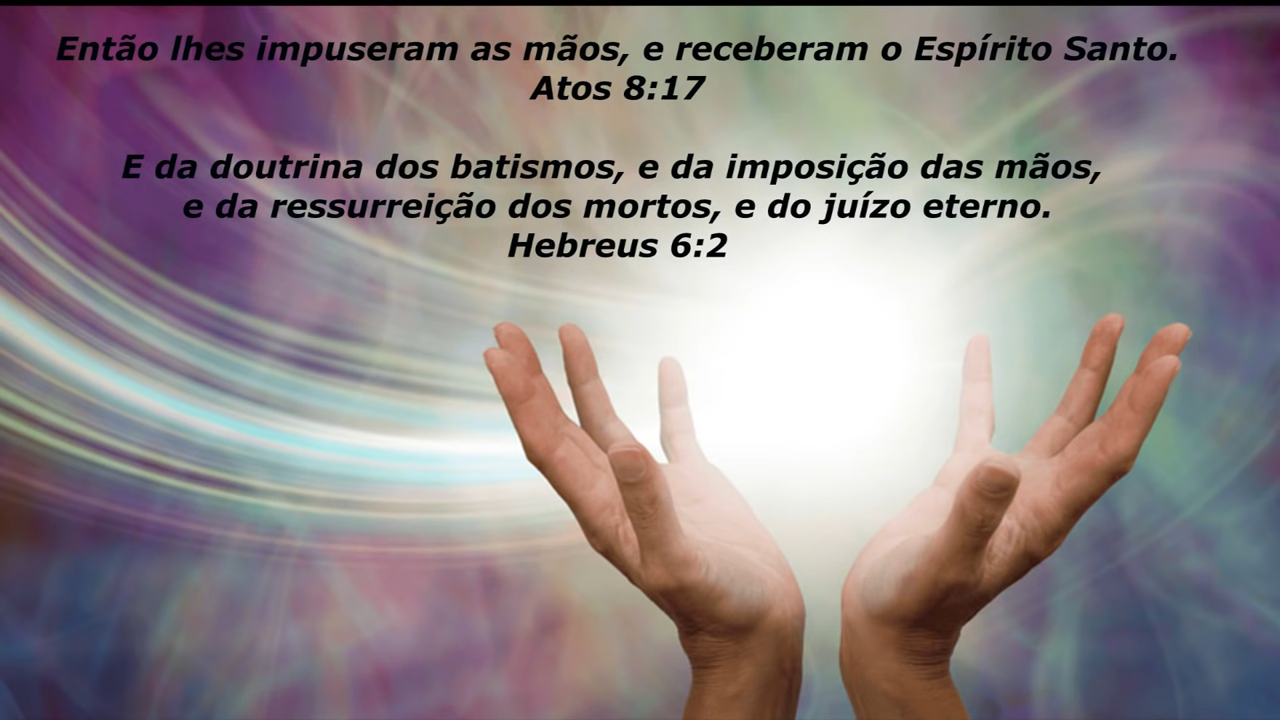 Então lhes impuseram as mãos, e receberam o Espírito Santo.
Atos 8:17
E da doutrina dos batismos, e da imposição das mãos,
e da ressurreição dos mortos, e do juízo eterno.
Hebreus 6:2